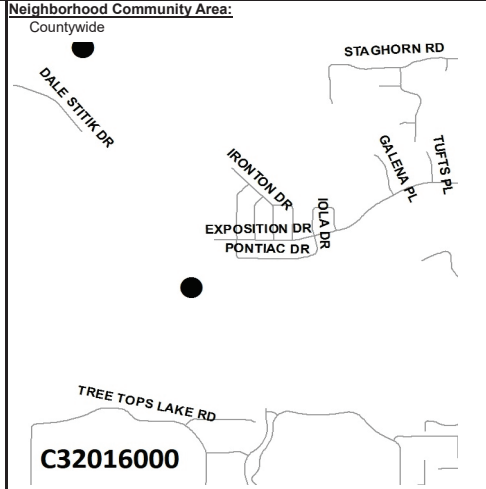 Neighborhood Community Area:
Countywide
STAGHORN RD
DALE STITIK DR
GALENA PL
TUFTS PL
IRONTON DR
IOLA DR
EXPOSITION DR
PONTIAC DR
TREE TOPS LAKE RD
C32016000